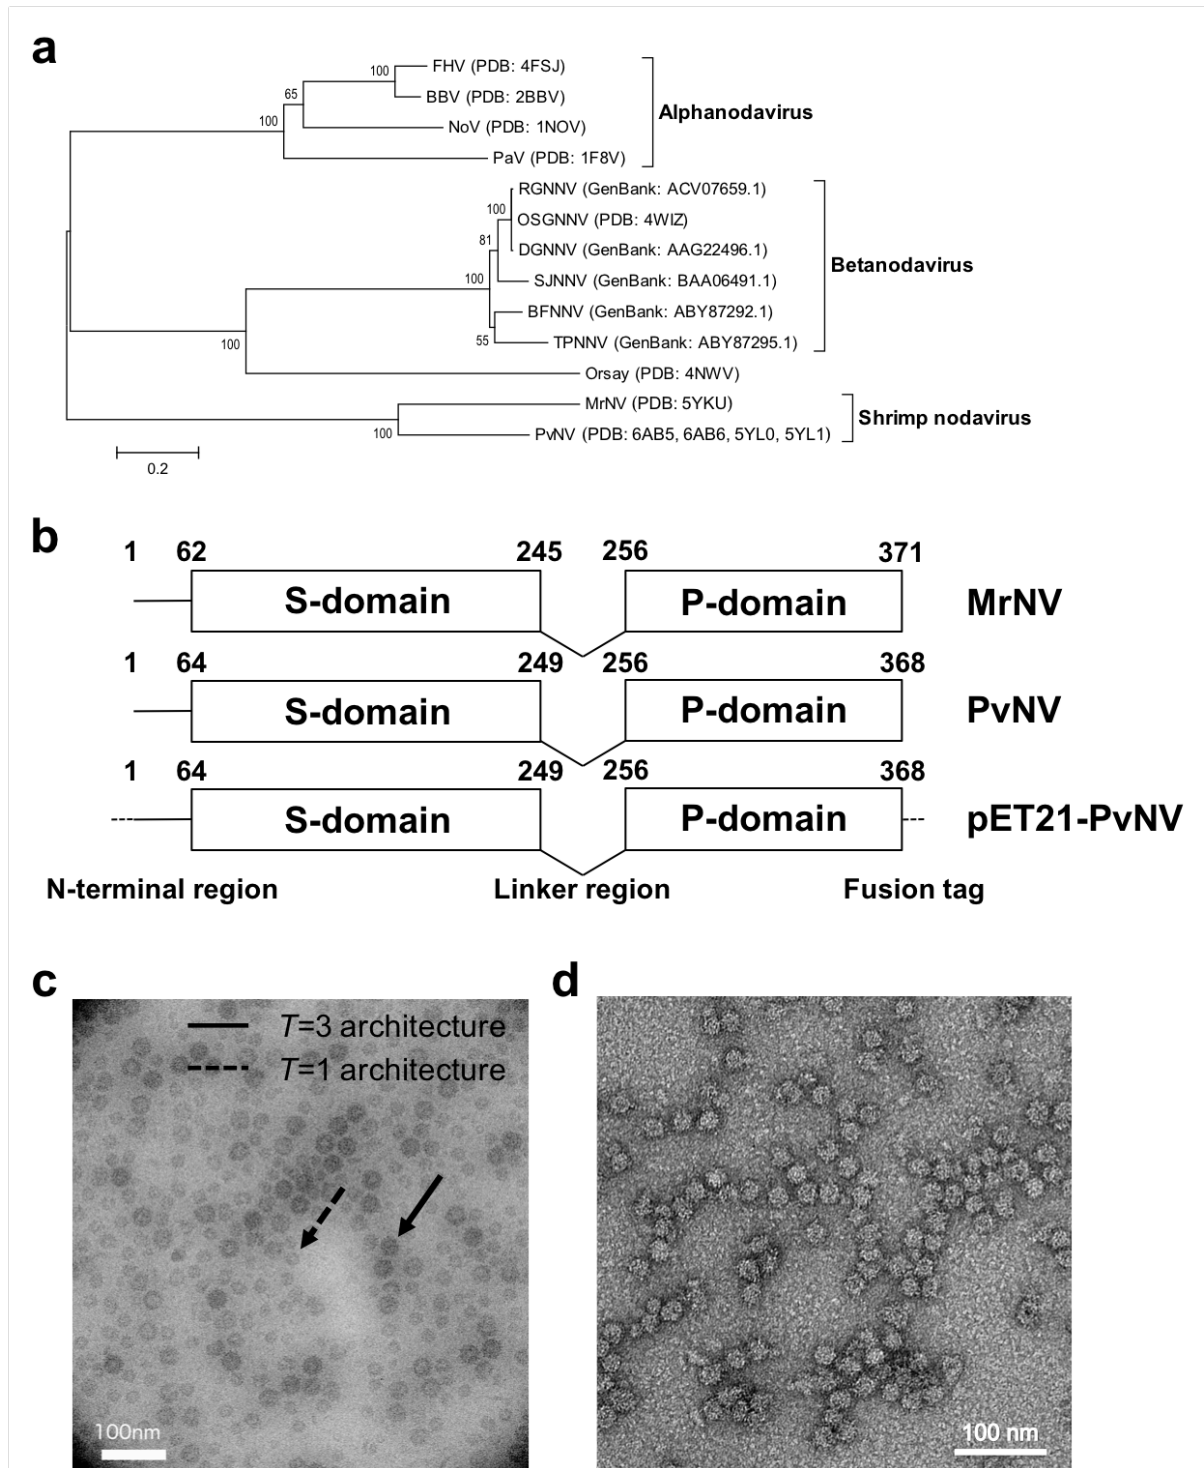 a
100
FHV (PDB: 4FSJ)
65
BBV (PDB: 2BBV)
100
NoV (PDB: 1NOV)
PaV (PDB: 1F8V)
Alphanodavirus
RGNNV (GenBank: ACV07659.1)
100
OSGNNV (PDB: 4WIZ)
81
DGNNV (GenBank: AAG22496.1)
100
SJNNV (GenBank: BAA06491.1)
BFNNV (GenBank: ABY87292.1)
55
TPNNV (GenBank: ABY87295.1)
Betanodavirus
100
Orsay (PDB: 4NWV)
MrNV (PDB: 5YKU)
100
PvNV (PDB: 6AB5, 6AB6, 5YL0, 5YL1)
Shrimp nodavirus
0.2
b
1 62 245 256 371
S-domain P-domain MrNV
1 64 249 256 368
S-domain P-domain PvNV
1 64 249 256 368
S-domain P-domain pET21-PvNV
N-terminal region Linker region Fusion tag
c
T=3 architecture
T=1 architecture
100nm
d
100 nm